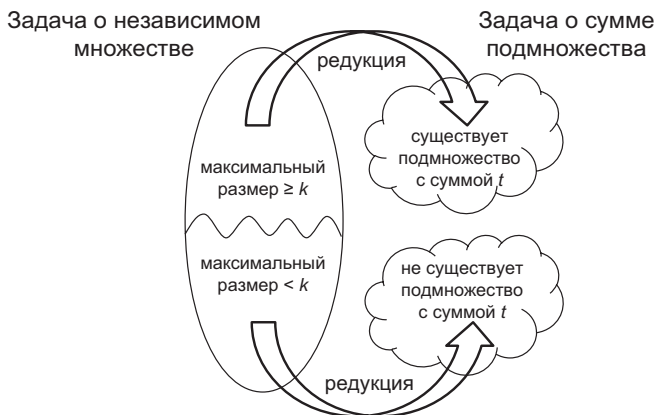 Задача о независимом
множестве
Задача о сумме
подмножества
редукция
существует
подмножество
с суммой t
максимальный
размер ≥ k
максимальный
размер < k
не существует
подмножество
с суммой t
редукция